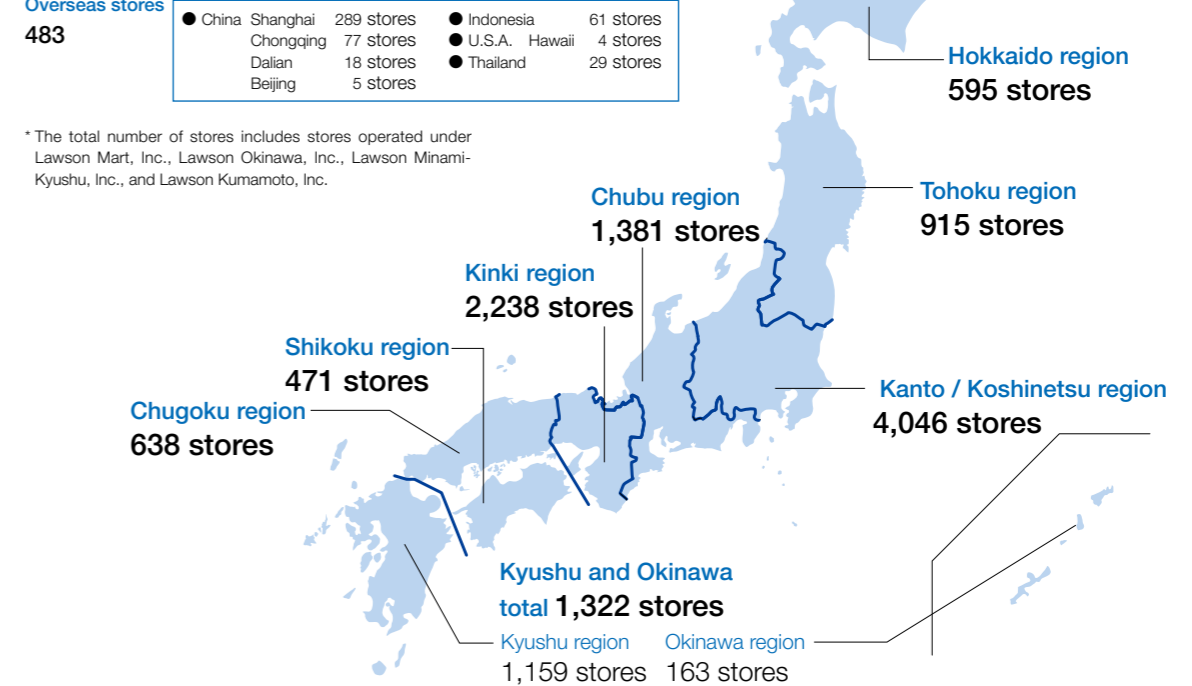 Overseas stores
483
● China Shanghai 289 stores
Chongqing 77 stores
Dalian 18 stores
Beijing 5 stores
● Indonesia 61 stores
● U.S.A. Hawaii 4 stores
● Thailand 29 stores
* The total number of stores includes stores operated under
Lawson Mart, Inc., Lawson Okinawa, Inc., Lawson Minami-
Kyushu, Inc., and Lawson Kumamoto, Inc.
Hokkaido region
595 stores
Tohoku region
915 stores
Chubu region
1,381 stores
Kinki region
2,238 stores
Shikoku region
471 stores
Chugoku region
638 stores
Kanto / Koshinetsu region
4,046 stores
Kyushu and Okinawa
total 1,322 stores
Kyushu region
1,159 stores
Okinawa region
163 stores